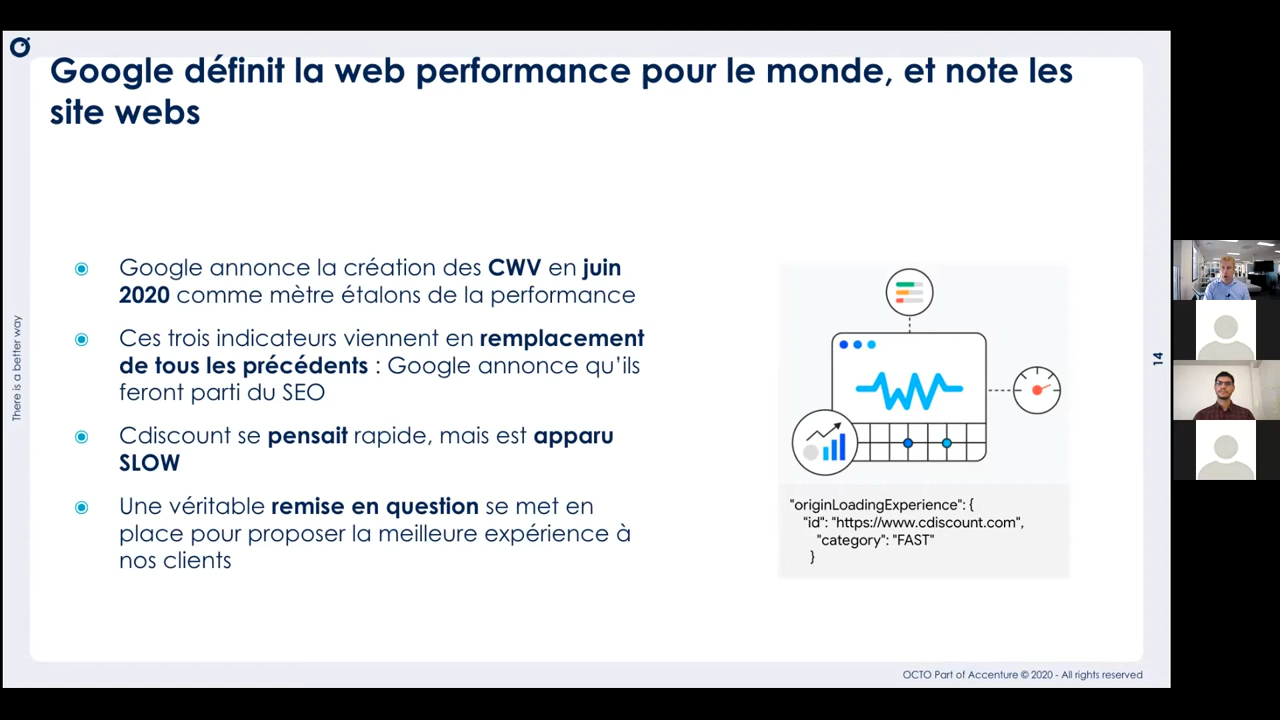 Google définit la web performance pour le monde, et note les
site webs
Google annonce la création des CWV en juin
2020 comme mètre étalons de la performance
Ces trois indicateurs viennent en remplacement
de tous les précédents : Google annonce qu'ils
feront parti du SEO
Cdiscount se pensait rapide, mais est apparu
SLOW
Une véritable remise en question se met en
place pour proposer la meilleure expérience à
nos clients
"originLoadingExperience": {
"id": "https://www.cdiscount.com",
"category": "FAST"
}
There is a better way
14
OCTO Part of Accenture © 2020 - All rights reserved